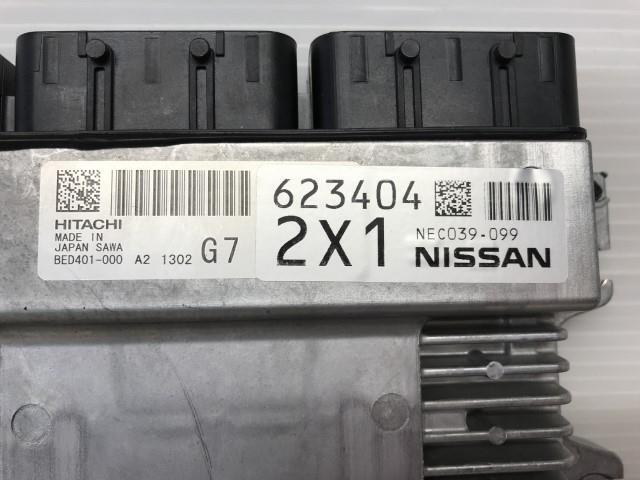 HITACHI
MADE IN
JAPAN SAWA
BED401-000 A2 1302 G7
623404
2X1
NEC039-099
NISSAN